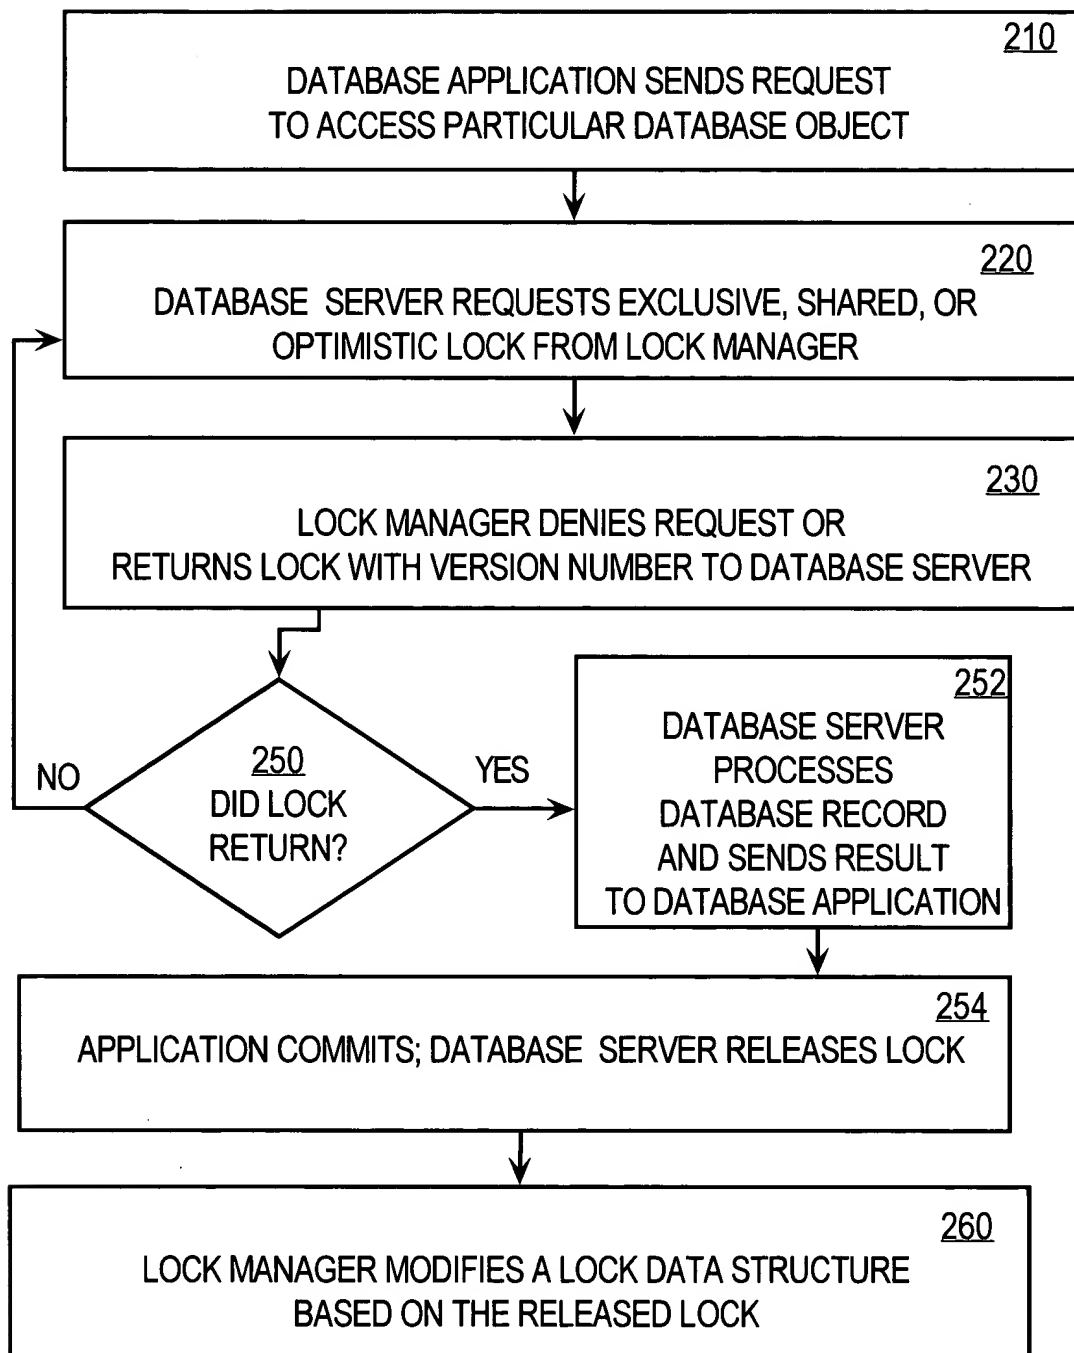 210
DATABASE APPLICATION SENDS REQUEST
TO ACCESS PARTICULAR DATABASE OBJECT
220
DATABASE SERVER REQUESTS EXCLUSIVE, SHARED, OR
OPTIMISTIC LOCK FROM LOCK MANAGER
230
LOCK MANAGER DENIES REQUEST OR
RETURNS LOCK WITH VERSION NUMBER TO DATABASE SERVER
NO
250
DID LOCK
RETURN?
YES
252
DATABASE SERVER
PROCESSES
DATABASE RECORD
AND SENDS RESULT
TO DATABASE APPLICATION
254
APPLICATION COMMITS; DATABASE SERVER RELEASES LOCK
260
LOCK MANAGER MODIFIES A LOCK DATA STRUCTURE
BASED ON THE RELEASED LOCK